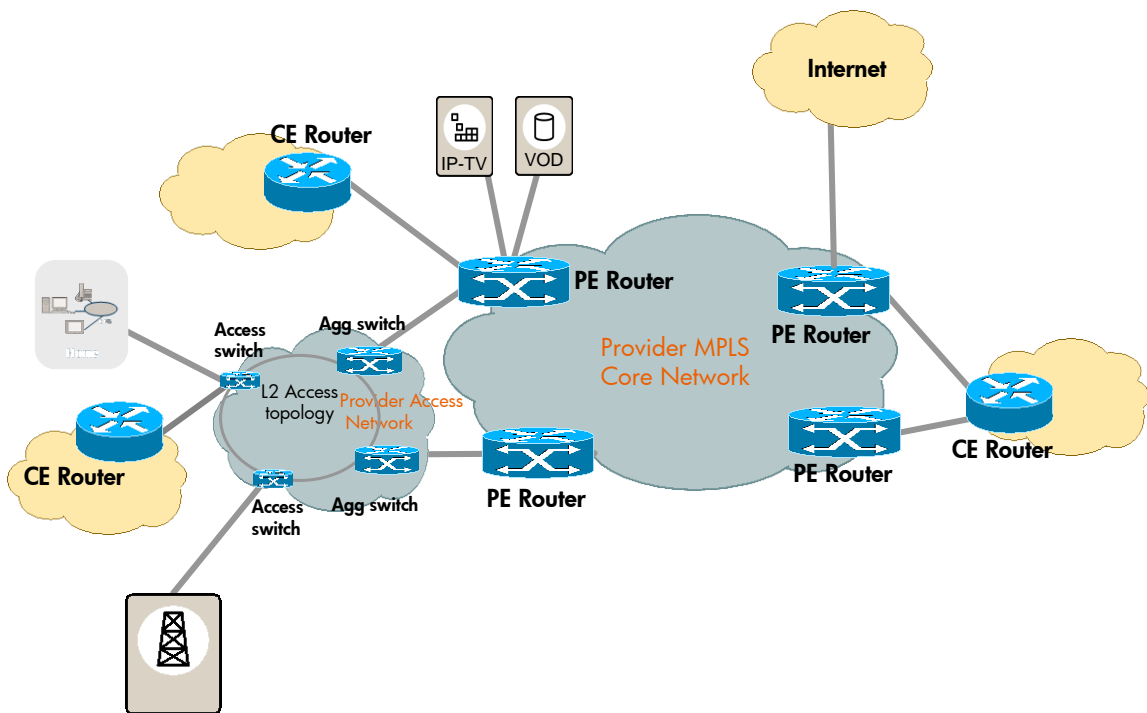 Internet
CE Router
IP-TV
VOD
PE Router
Agg switch
Access
switch
PE Router
Provider MPLS
Core Network
L2 Access
topology
Provider Access
Network
CE Router
PE Router
CE Router
PE Router
Access
switch
Agg switch